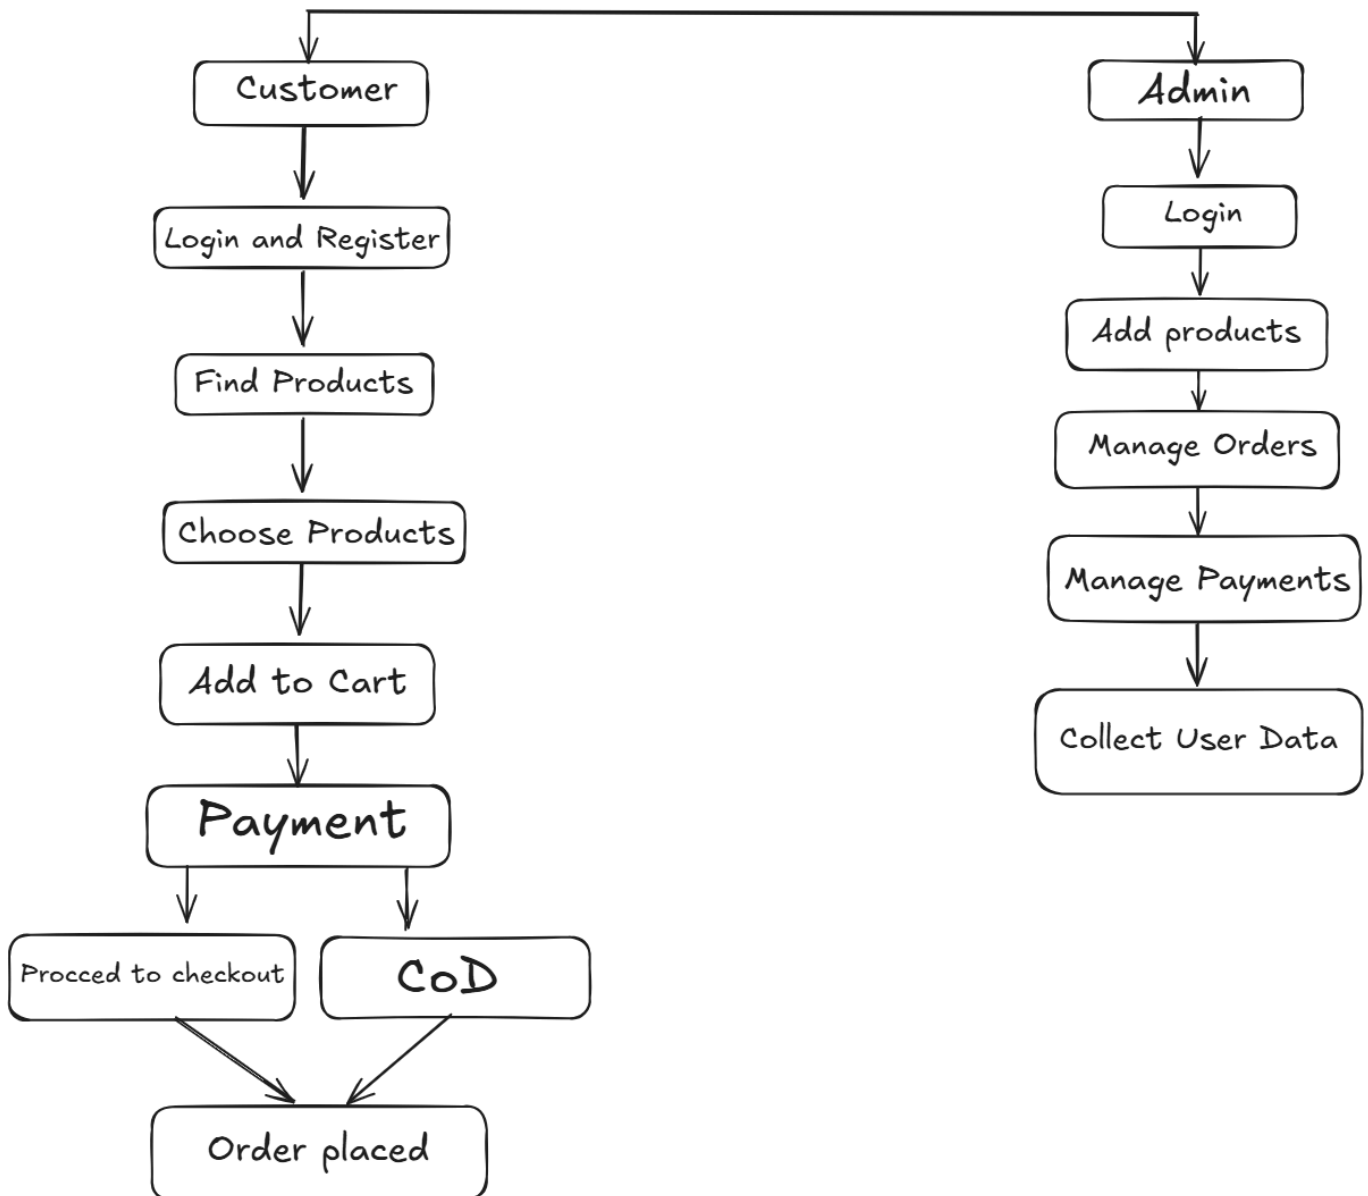 Customer
Login and Register
Find Products
Choose Products
Add to Cart
Payment
Procced to checkout
CoD
Order placed
Admin
Login
Add products
Manage Orders
Manage Payments
Collect User Data